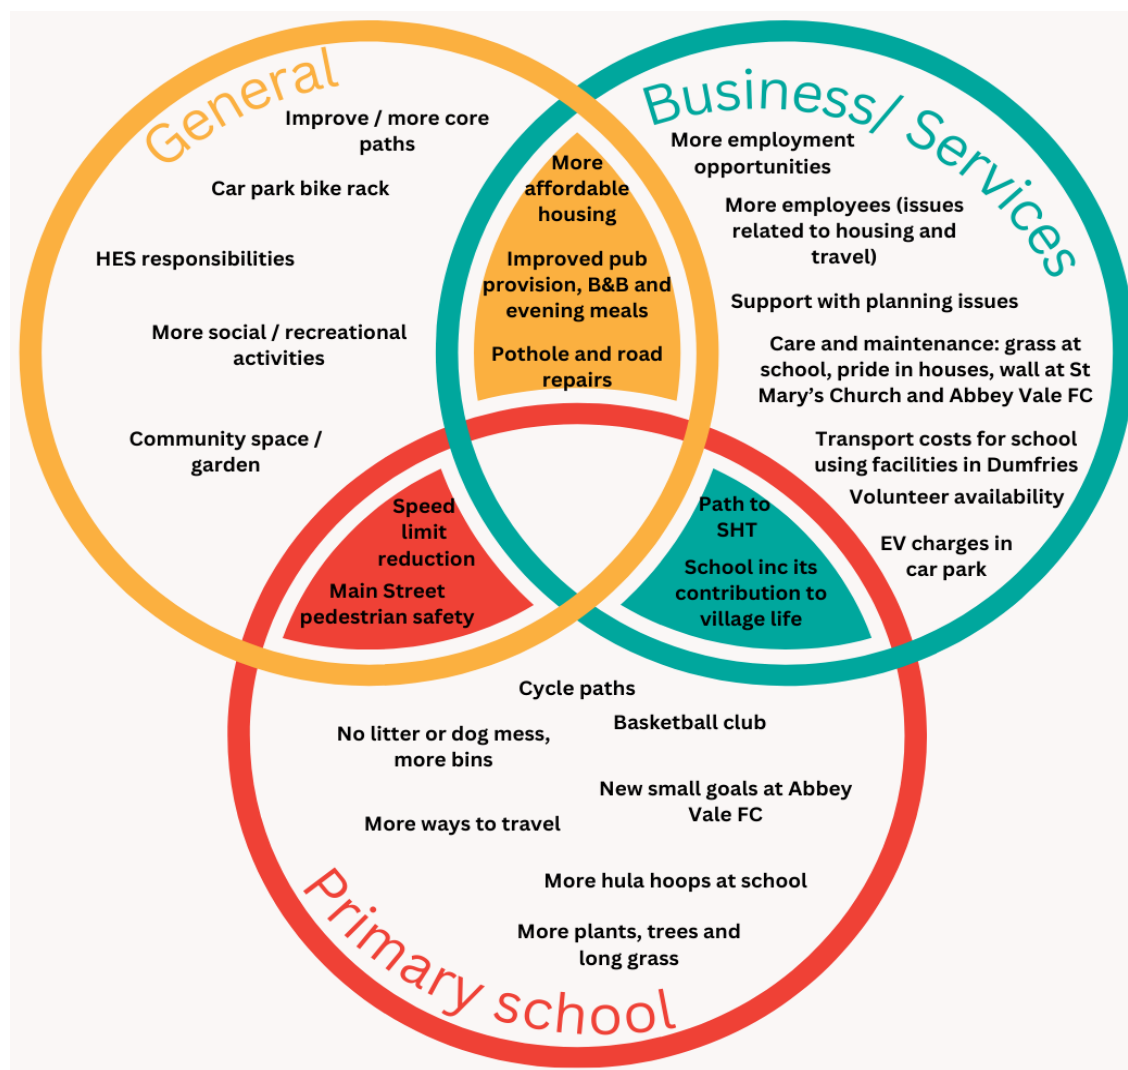 General
Improve / more core
paths
Car park bike rack
HES responsibilities
More social / recreational
activities
Community space /
garden
More
affordable
housing
Improved pub
provision, B&B and
evening meals
Pothole and road
repairs
Business/ Services
More employment
opportunities
More employees (issues
related to housing and
travel)
Support with planning issues
Care and maintenance: grass at
school, pride in houses, wall at St
Mary’s Church and Abbey Vale FC
Transport costs for school
using facilities in Dumfries
Volunteer availability
EV charges in
car park
Speed
limit
reduction
Main Street
pedestrian safety
Path to
SHT
School inc its
contribution to
village life
Cycle paths
Basketball club
No litter or dog mess,
more bins
New small goals at Abbey
Vale FC
More ways to travel
More hula hoops at school
More plants, trees and
long grass
Primary school